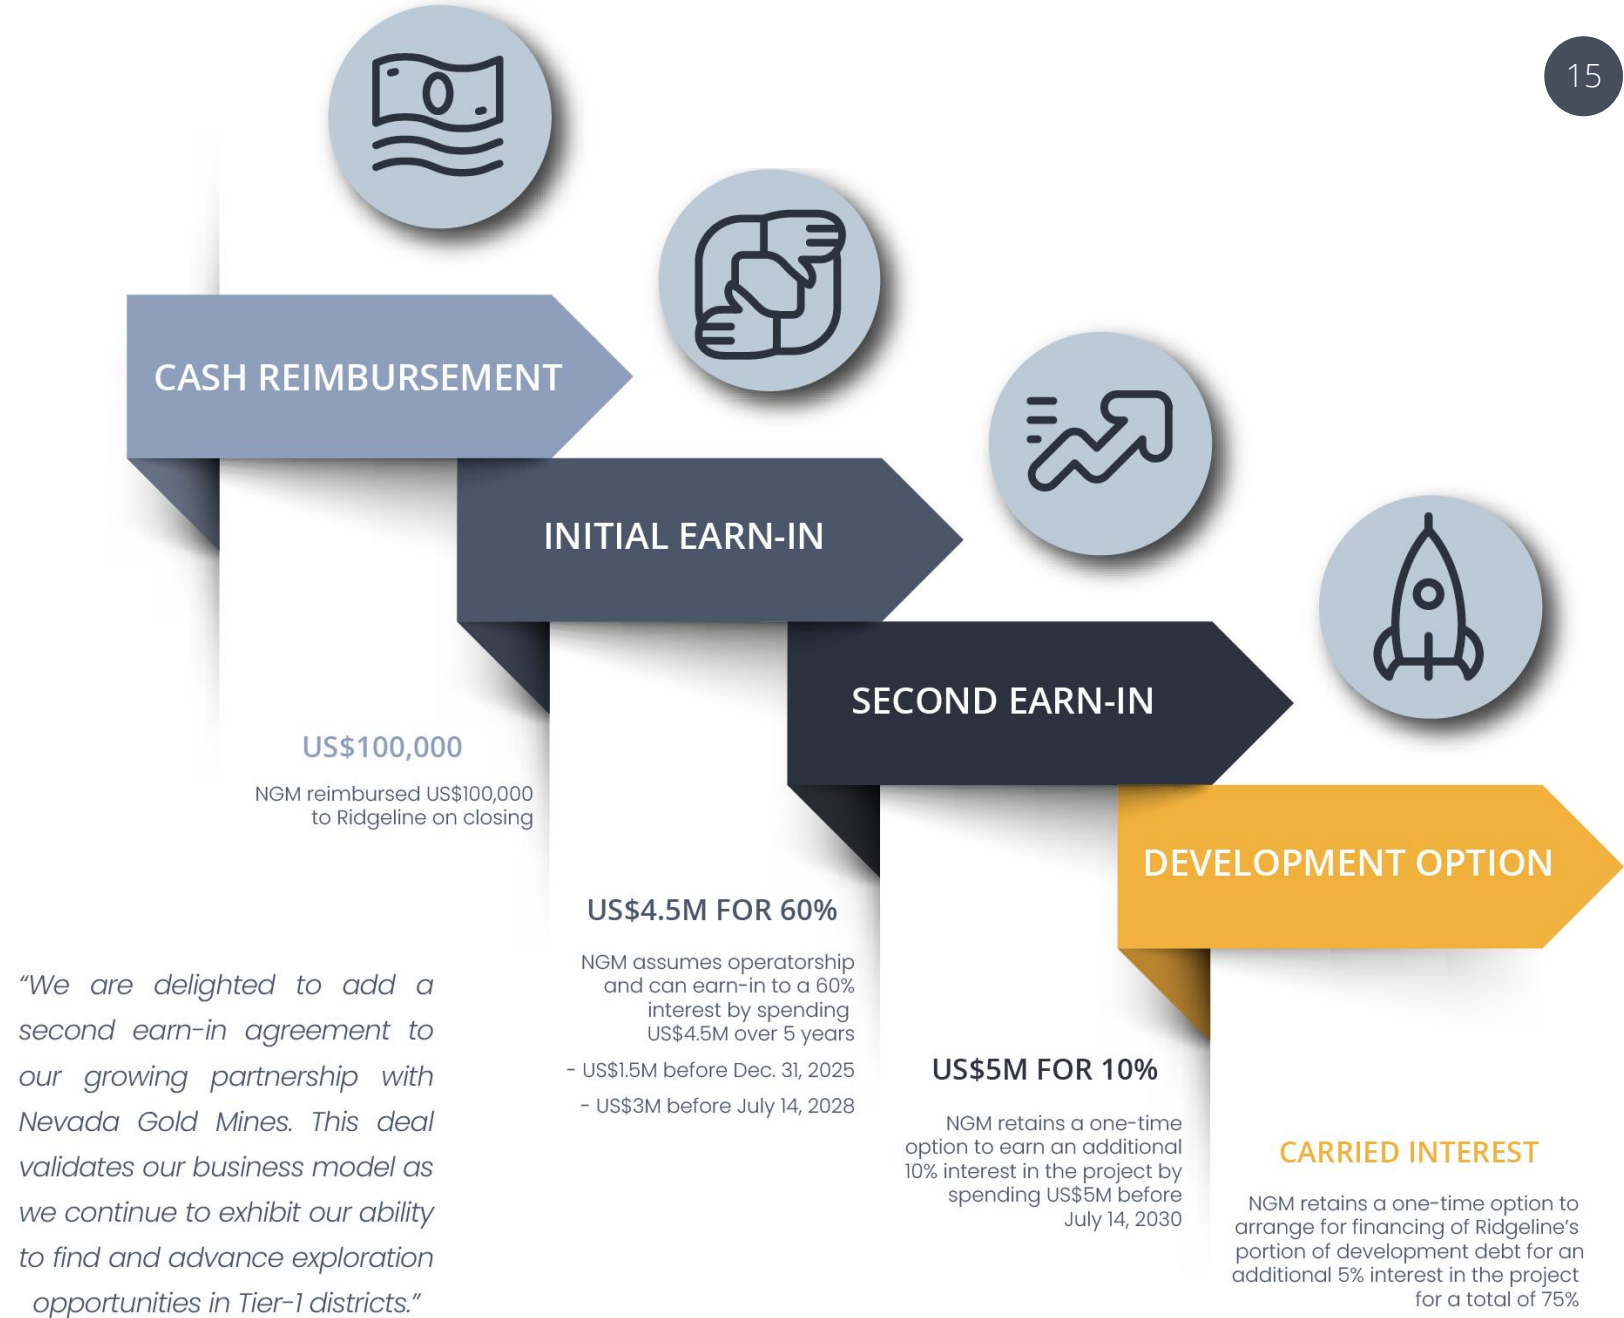 15
CASH REIMBURSEMENT
INITIAL EARN-IN
SECOND EARN-IN
DEVELOPMENT OPTION
US$100,000
NGM reimbursed US$100,000
to Ridgeline on closing
US$4.5M FOR 60%
NGM assumes operatorship
and can earn-in to a 60%
interest by spending
US$4.5M over 5 years
- US$1.5M before Dec. 31, 2025
- US$3M before July 14, 2028
US$5M FOR 10%
NGM retains a one-time
option to earn an additional
10% interest in the project by
spending US$5M before
July 14, 2030
CARRIED INTEREST
NGM retains a one-time option to
arrange for financing of Ridgeline’s
portion of development debt for an
additional 5% interest in the project
for a total of 75%
“We are delighted to add a
second earn-in agreement to
our growing partnership with
Nevada Gold Mines. This deal
validates our business model as
we continue to exhibit our ability
to find and advance exploration
opportunities in Tier-1 districts.”